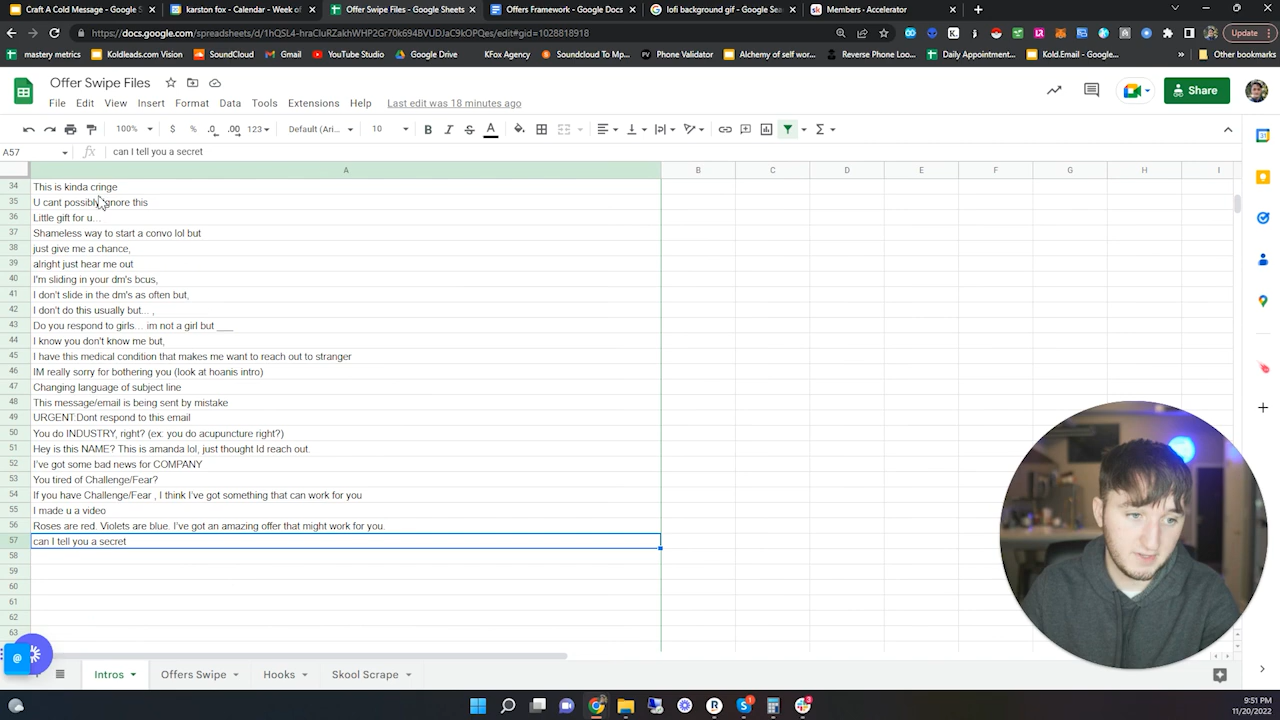 Craft A Cold Message - Google S
karston fox - Calendar - Week of
Offer Swipe Files - Google Sheets
Offers Framework - Google Docs
lofi background gif - Google Sea
Members · Accelerator
docs.google.com/spreadsheets/d/
Update
mastery metrics
Koldleads.com Vision
SoundCloud
Gmail
YouTube Studio
Google Drive
KFox Agency
Soundcloud To Mp...
Phone Validator
Alchemy of self wor...
Reverse Phone Loo...
Daily Appointment...
Kold.Email - Google...
Other bookmarks
Offer Swipe Files
File Edit View Insert Format Data Tools Extensions Help Last edit was 18 minutes ago
Share
100% $ % .0 .00 123 Default (Ari... 10 B I S A
A57 fx can I tell you a secret
A B C D E F G H I
34 This is kinda cringe
35 U cant possibly ignore this
36 Little gift for u...
37 Shameless way to start a convo lol but
38 just give me a chance,
39 alright just hear me out
40 I'm sliding in your dm's bcus,
41 I don't slide in the dm's as often but,
42 I don't do this usually but... ,
43 Do you respond to girls... im not a girl but ___
44 I know you don't know me but,
45 I have this medical condition that makes me want to reach out to stranger
46 IM really sorry for bothering you (look at hoanis intro)
47 Changing language of subject line
48 This message/email is being sent by mistake
49 URGENT:Dont respond to this email
50 You do INDUSTRY, right? (ex: you do acupuncture right?)
51 Hey is this NAME? This is amanda lol, just thought Id reach out.
52 I've got some bad news for COMPANY
53 You tired of Challenge/Fear?
54 If you have Challenge/Fear , I think I've got something that can work for you
55 I made u a video
56 Roses are red. Violets are blue. I've got an amazing offer that might work for you.
57 can I tell you a secret
58
59
60
61
62
63
Intros Offers Swipe Hooks Skool Scrape
9:51 PM
11/20/2022